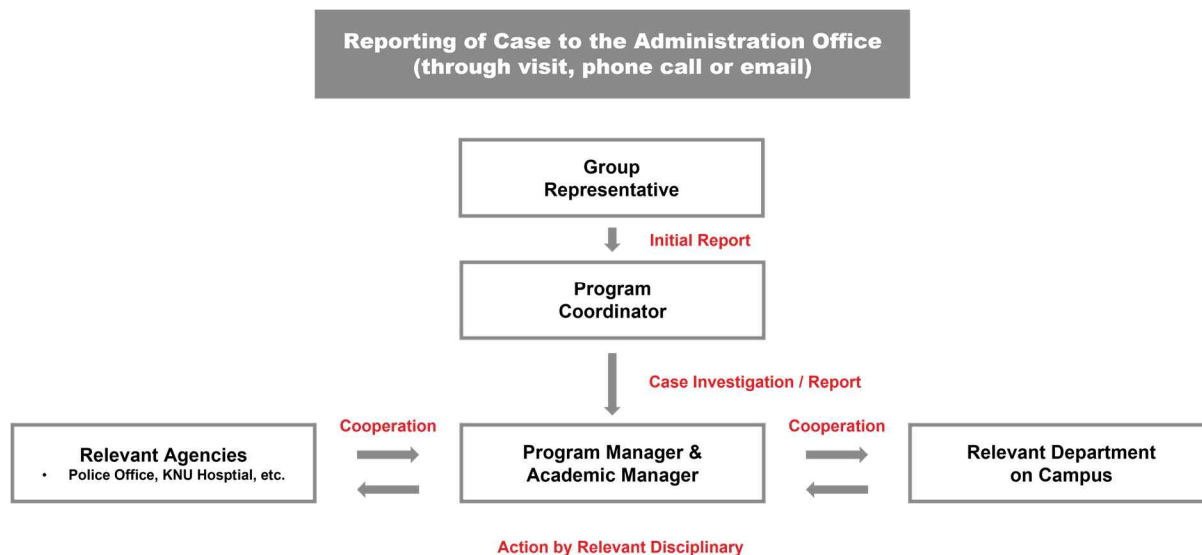 Reporting of Case to the Administration Office
(through visit, phone call or email)
Group
Representative
Initial Report
Program
Coordinator
Case Investigation / Report
Cooperation
Cooperation
Relevant Agencies
• Police Office, KNU Hosptial, etc.
Program Manager &
Academic Manager
Relevant Department
on Campus
Action by Relevant Disciplinary